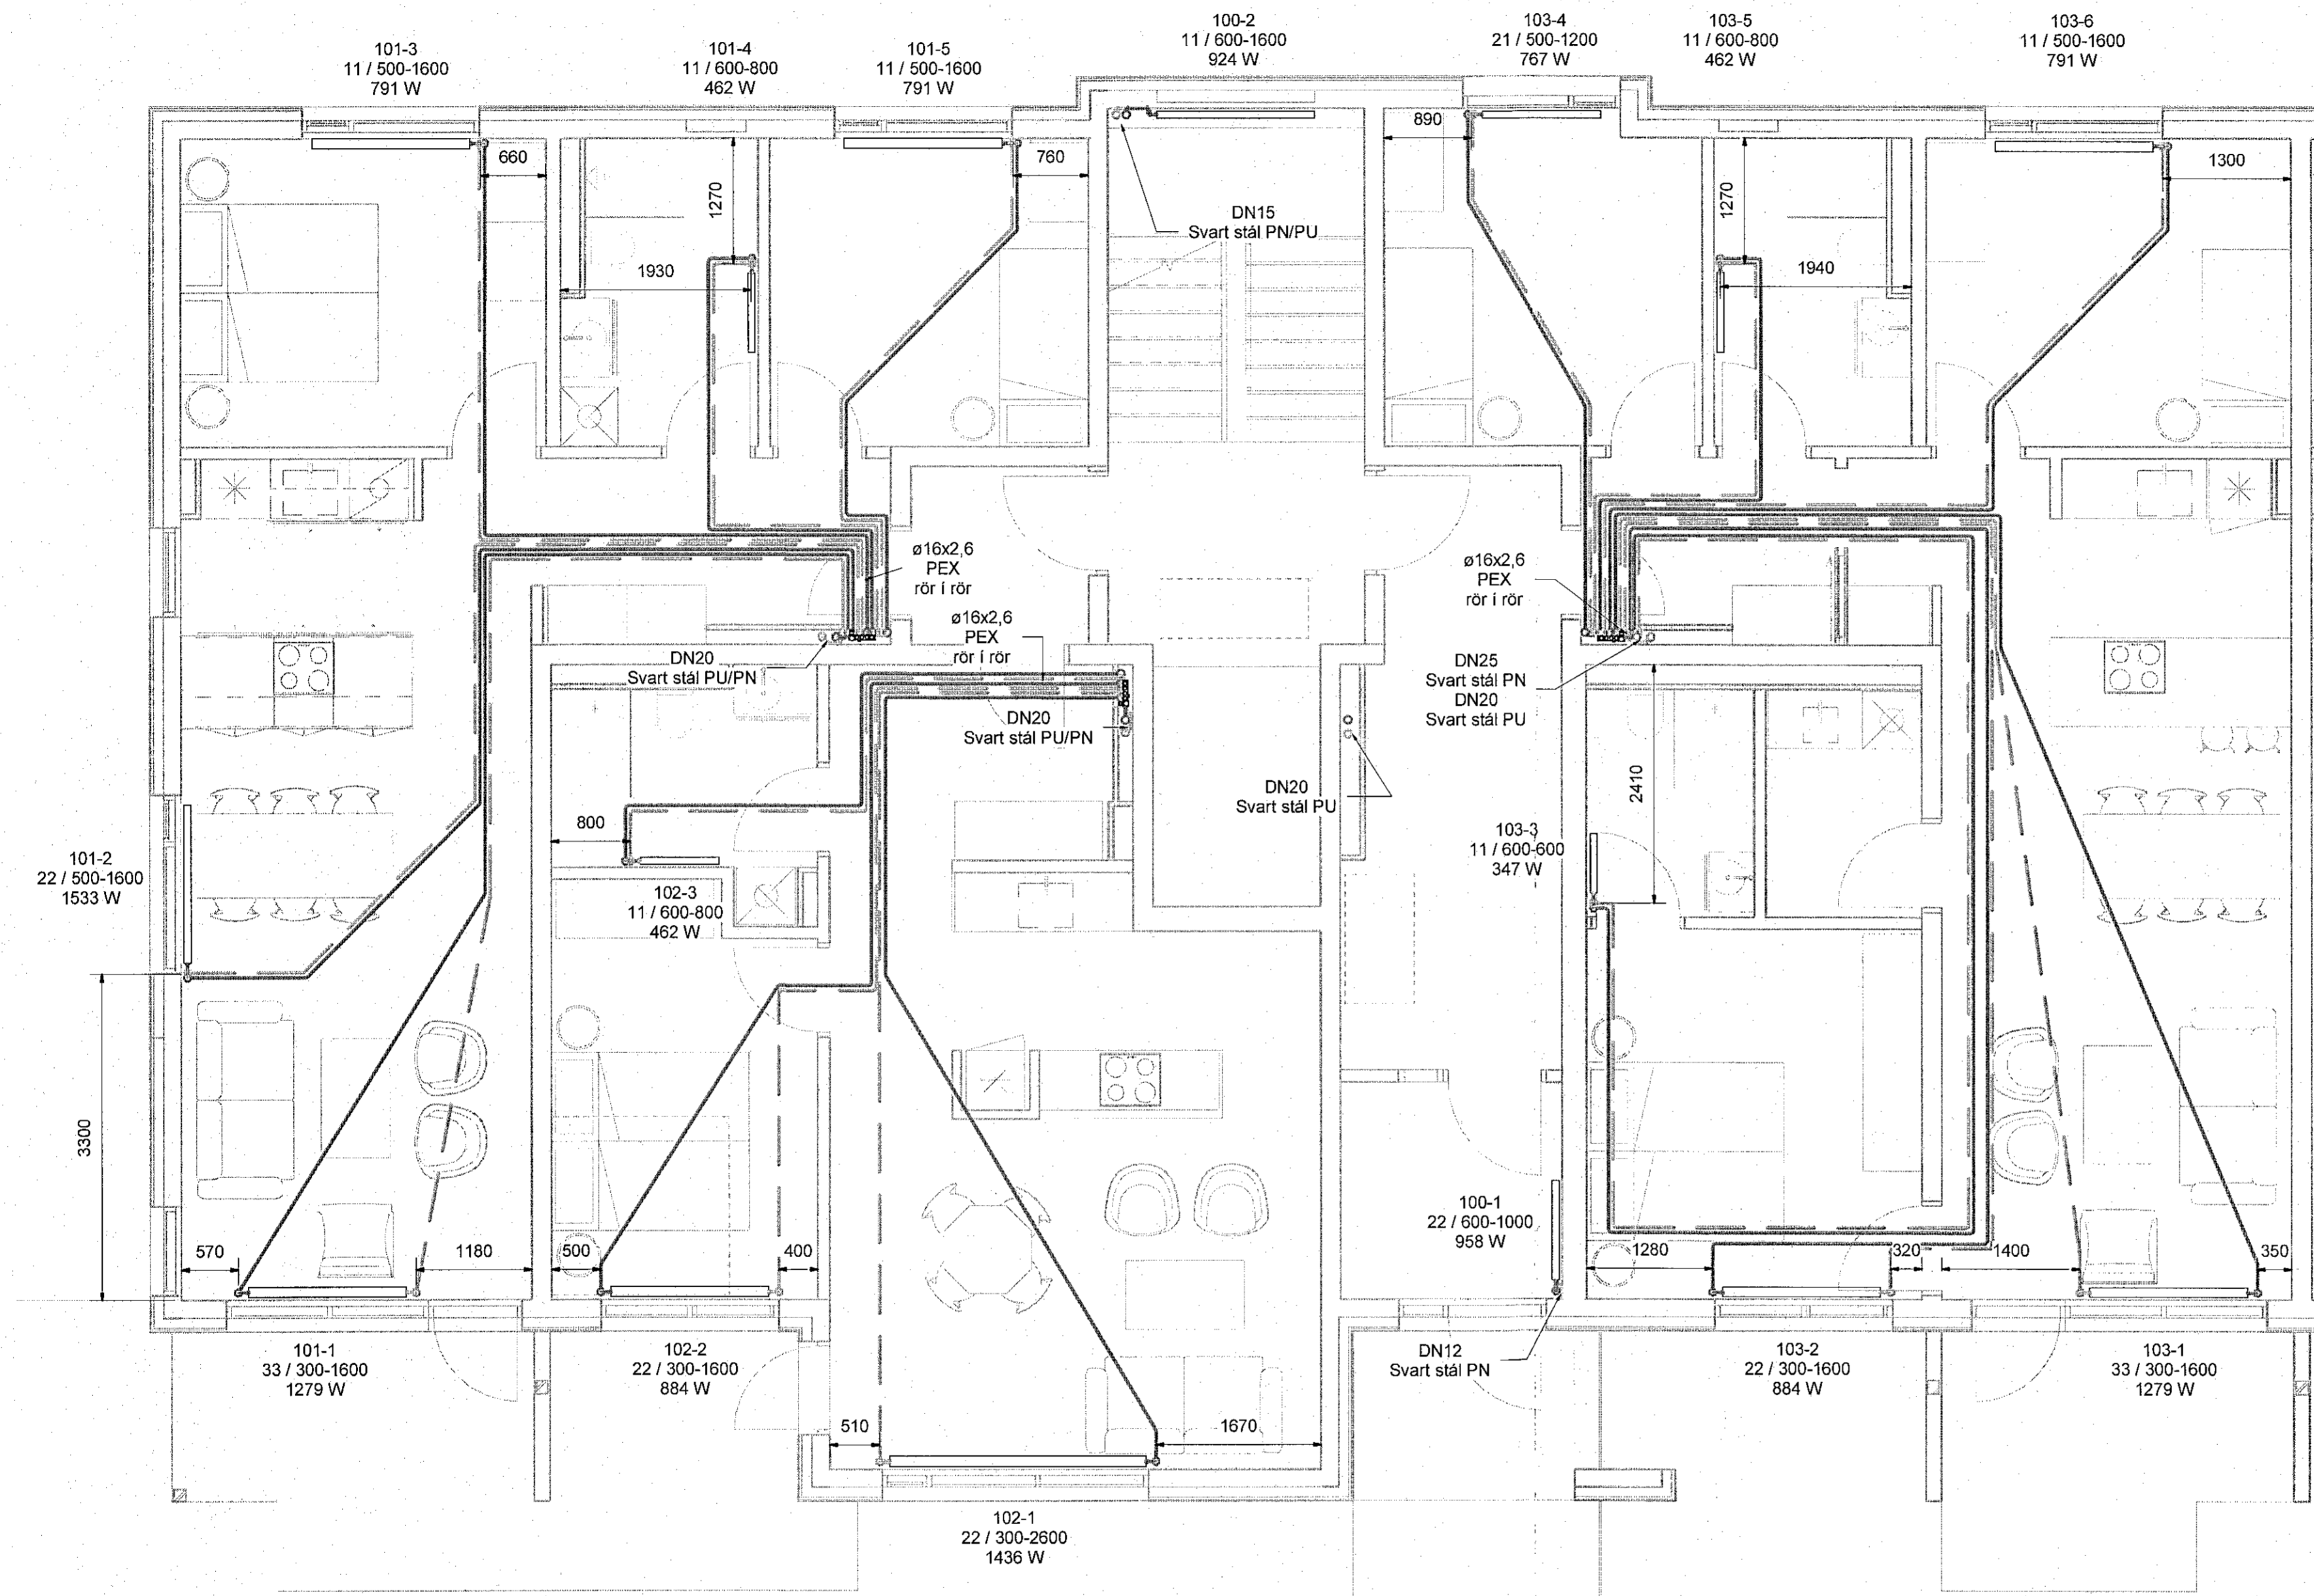 101-3
11 / 500-1600
791 W
101-4
11 / 600-800
462 W
101-5
11 / 500-1600
791 W
100-2
11 / 600-1600
924 W
103-4
21 / 500-1200
767 W
103-5
11 / 600-800
462 W
103-6
11 / 500-1600
791 W
660
1270
760
890
1270
1300
DN15
Svart stál PN/PU
1930
1940
ø16x2,6
PEX
rör í rör
ø16x2,6
PEX
rör í rör
ø16x2,6
PEX
rör í rör
DN20
Svart stál PU/PN
DN20
Svart stál PU/PN
DN25
Svart stál PN
DN20
Svart stál PU
DN20
Svart stál PU
2410
800
101-2
22 / 500-1600
1533 W
102-3
11 / 600-800
462 W
103-3
11 / 600-600
347 W
3300
100-1
22 / 600-1000
958 W
570
1180
500
400
1280
320
1400
350
101-1
33 / 300-1600
1279 W
102-2
22 / 300-1600
884 W
DN12
Svart stál PN
103-2
22 / 300-1600
884 W
103-1
33 / 300-1600
1279 W
510
1670
102-1
22 / 300-2600
1436 W